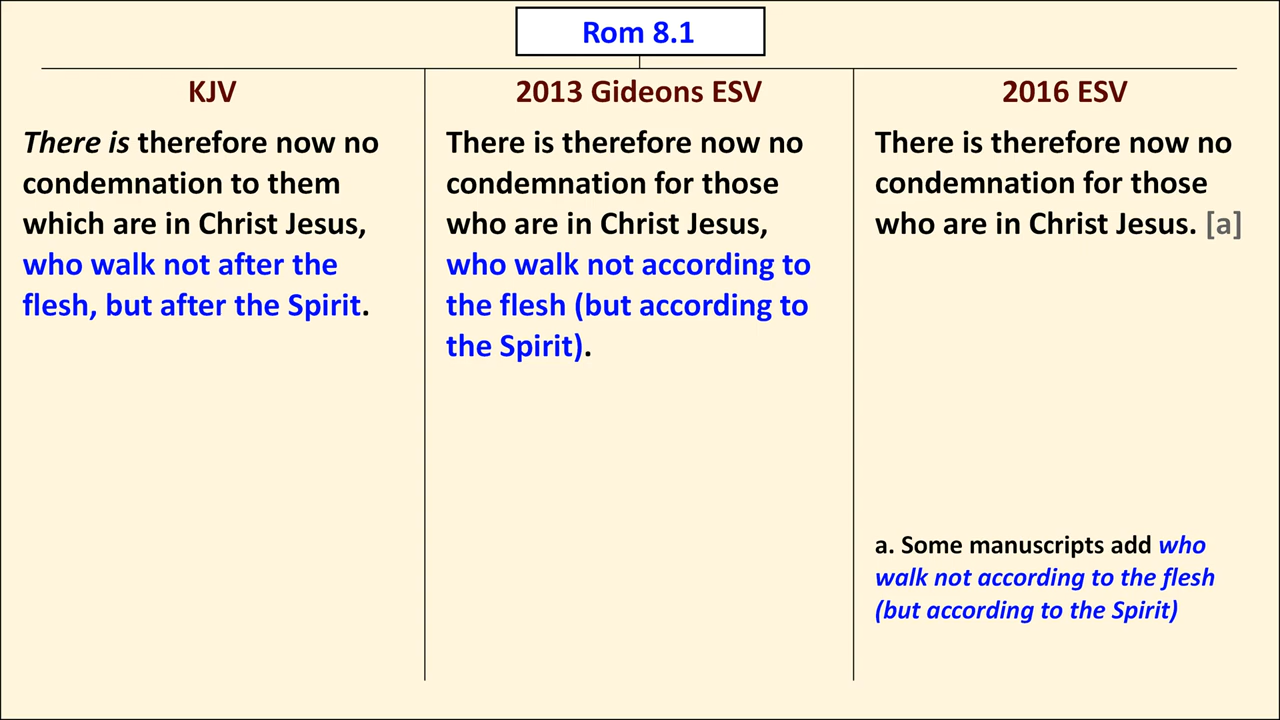 Rom 8.1
KJV
There is therefore now no
condemnation to them
which are in Christ Jesus,
who walk not after the
flesh, but after the Spirit.
2013 Gideons ESV
There is therefore now no
condemnation for those
who are in Christ Jesus,
who walk not according to
the flesh (but according to
the Spirit).
2016 ESV
There is therefore now no
condemnation for those
who are in Christ Jesus. [a]
a. Some manuscripts add who
walk not according to the flesh
(but according to the Spirit)